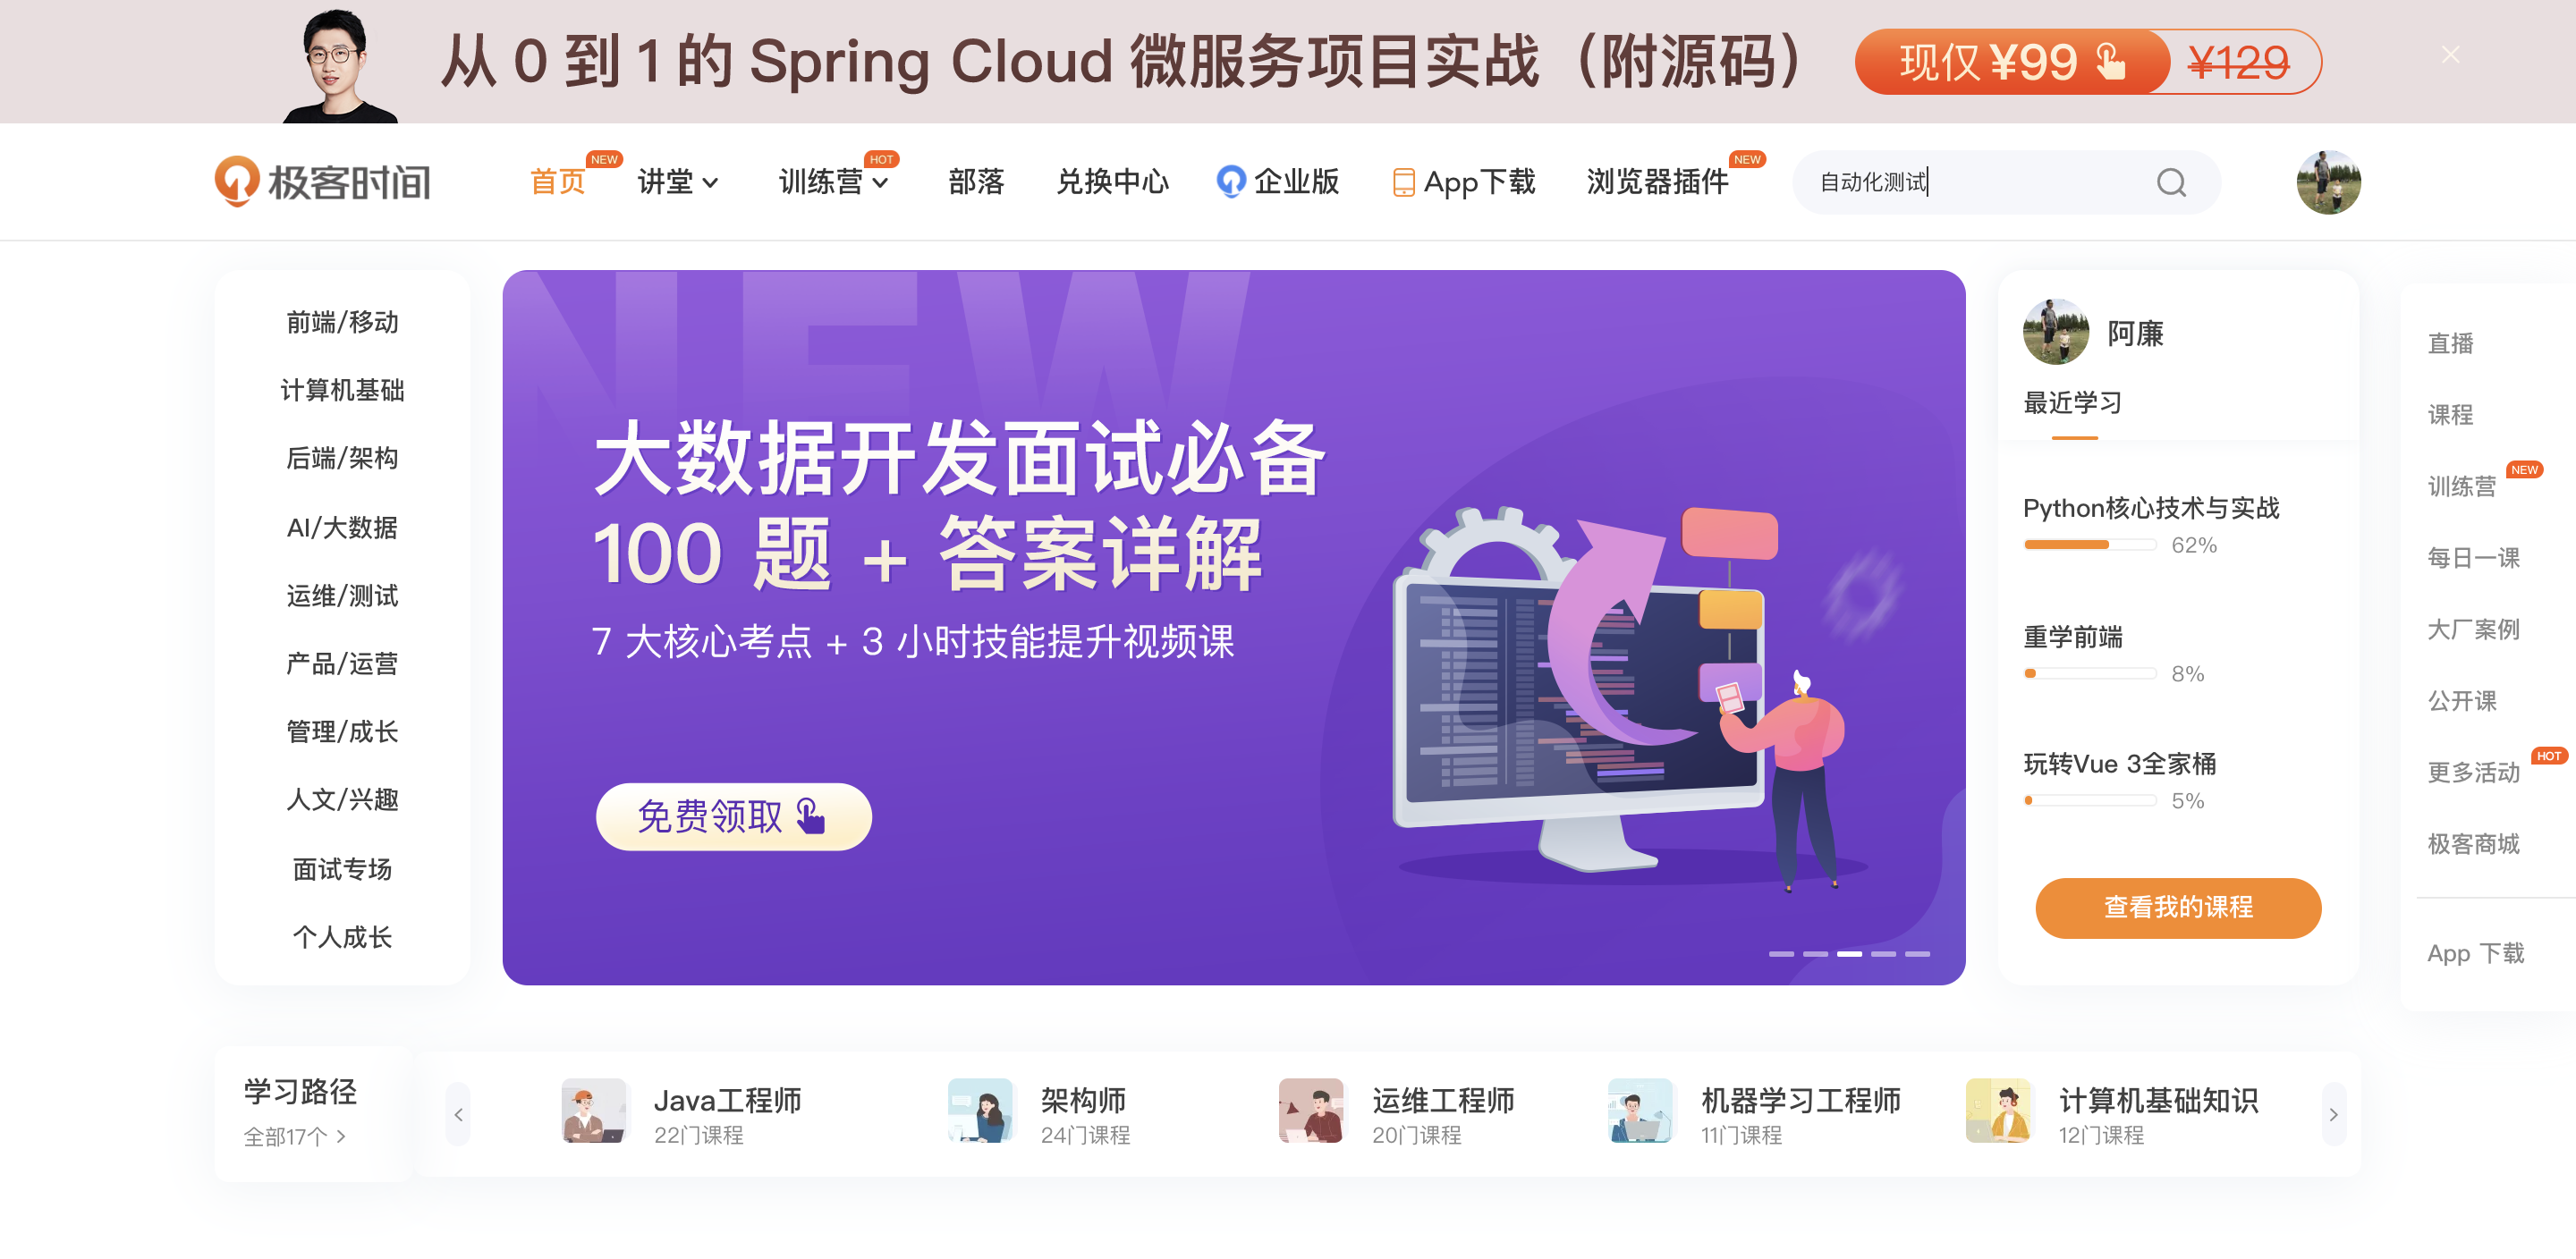 从 0 到 1 的 Spring Cloud 微服务项目实战（附源码）
现仅 ¥99
¥129
极客时间
首页
NEW
讲堂
训练营
HOT
部落
兑换中心
企业版
App下载
浏览器插件
NEW
自动化测试
前端/移动
计算机基础
后端/架构
AI/大数据
运维/测试
产品/运营
管理/成长
人文/兴趣
面试专场
个人成长
NEW
大数据开发面试必备
100 题 + 答案详解
7 大核心考点 + 3 小时技能提升视频课
免费领取
阿廉
最近学习
Python核心技术与实战
62%
重学前端
8%
玩转Vue 3全家桶
5%
查看我的课程
直播
课程
训练营
NEW
每日一课
大厂案例
公开课
更多活动
HOT
极客商城
App 下载
学习路径
全部17个 >
Java工程师
22门课程
架构师
24门课程
运维工程师
20门课程
机器学习工程师
11门课程
计算机基础知识
12门课程